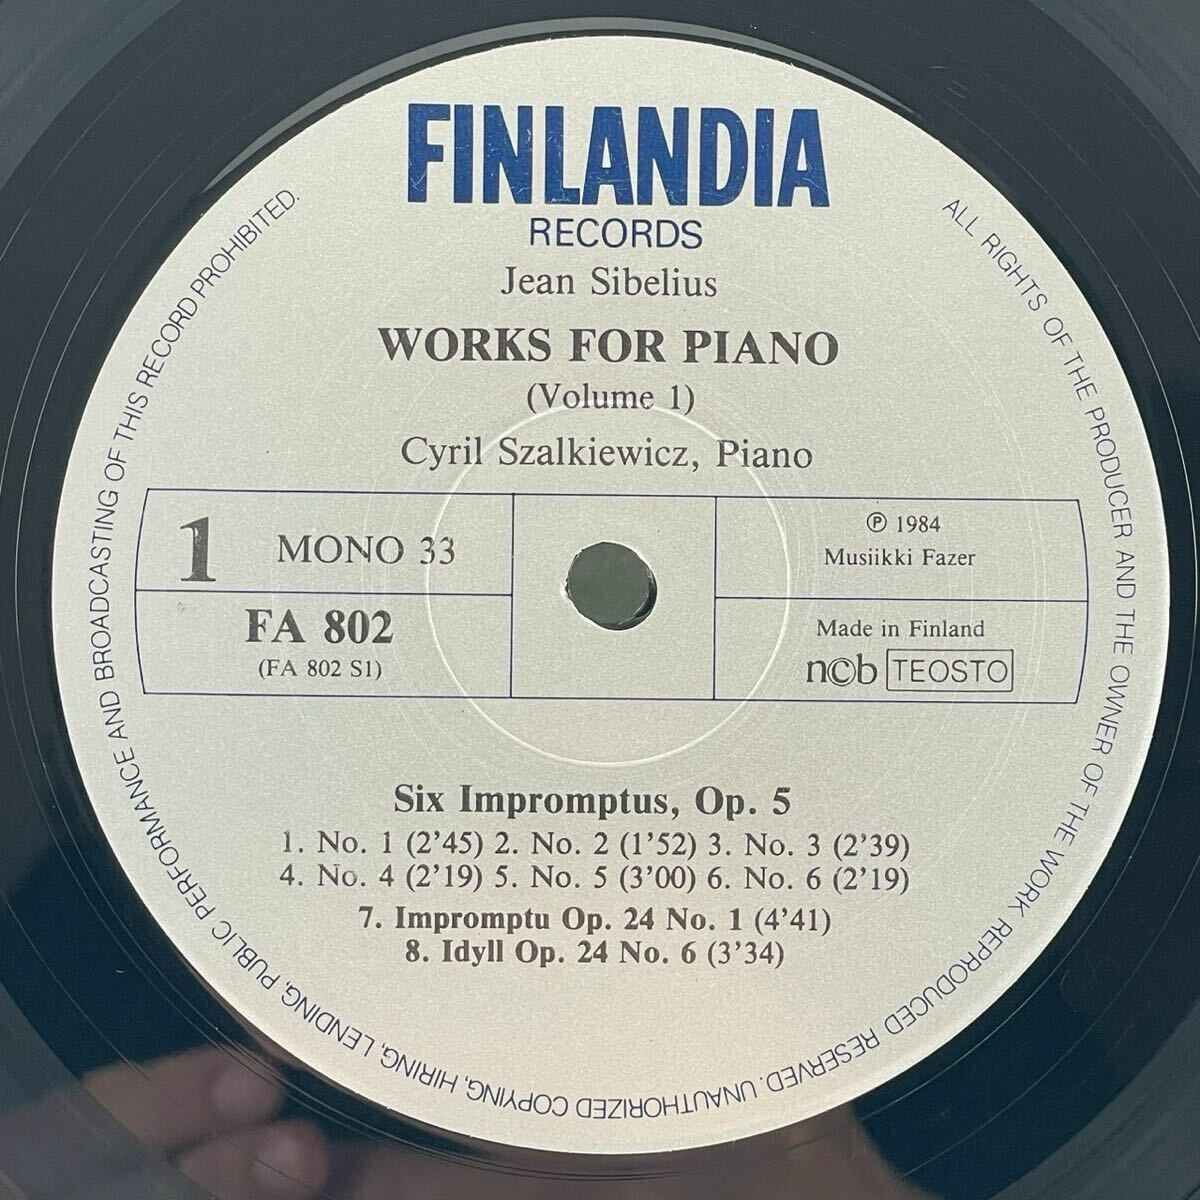 FINLANDIA
RECORDS
Jean Sibelius
WORKS FOR PIANO
(Volume 1)
Cyril Szalkiewicz, Piano
1 MONO 33
FA 802
(FA 802 S1)
℗ 1984
Musiikki Fazer
Made in Finland
ncb TEOSTO
Six Impromptus, Op. 5
1. No. 1 (2’45) 2. No. 2 (1’52) 3. No. 3 (2’39)
4. No. 4 (2’19) 5. No. 5 (3’00) 6. No. 6 (2’19)
7. Impromptu Op. 24 No. 1 (4’41)
8. Idyll Op. 24 No. 6 (3’34)
ALL RIGHTS OF THE PRODUCER AND THE OWNER OF THE WORK REPRODUCED RESERVED. UNAUTHORIZED COPYING, HIRING, LENDING, PUBLIC PERFORMANCE AND BROADCASTING OF THIS RECORD PROHIBITED.